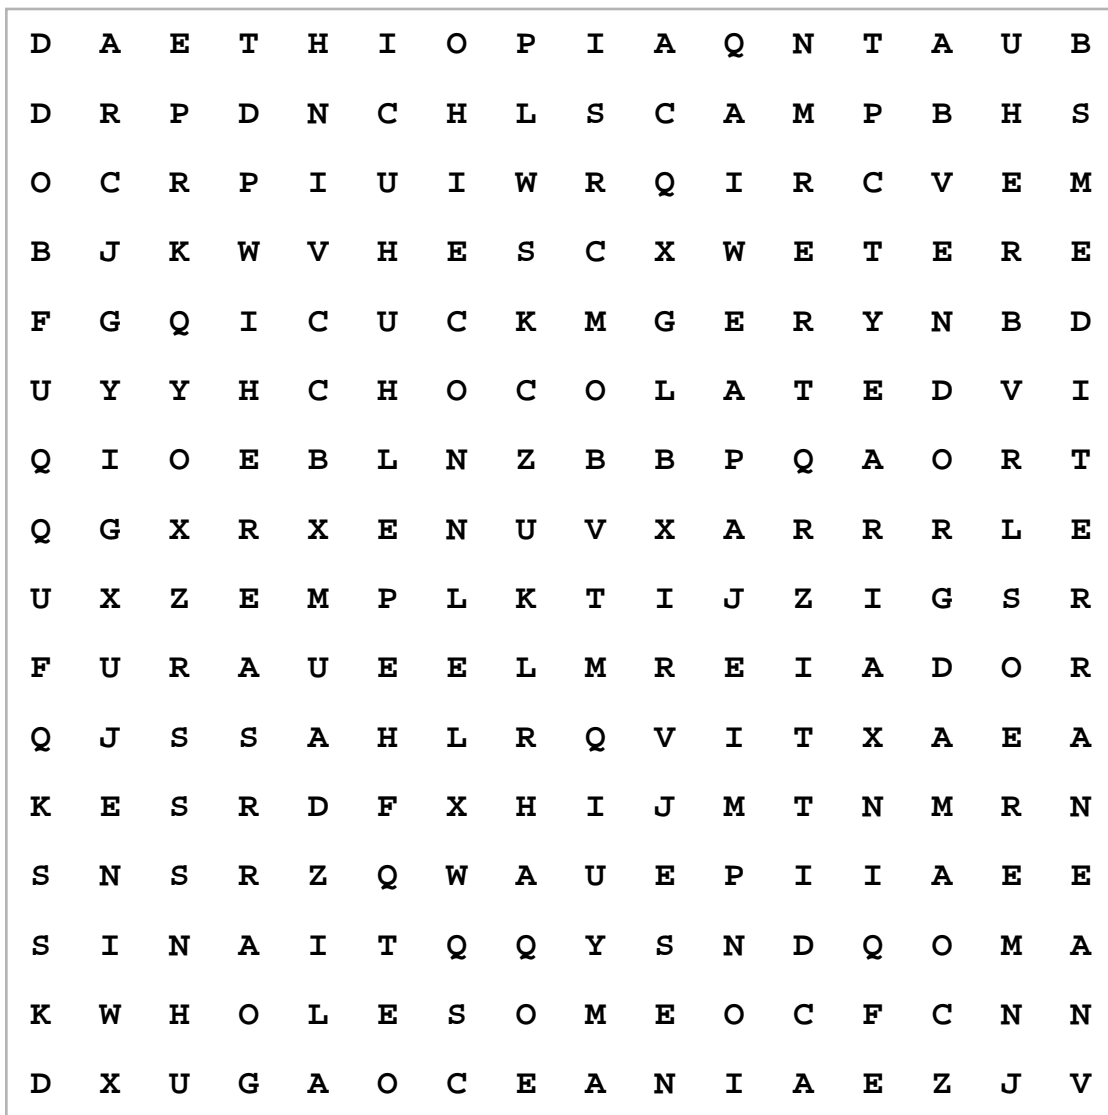 D A E T H I O P I A Q N T A U B
D R P D N C H L S C A M P B H S
O C R P I U I W R Q I R C V E M
B J K W V H E S C X W E T E R E
F G Q I C U C K M G E R Y N B D
U Y Y H C H O C O L A T E D V I
Q I O E B L N Z B B P Q A O R T
Q G X R X E N U V X A R R R L E
U X Z E M P L K T I J Z I G S R
F U R A U E E L M R E I A D O R
Q J S S A H L R Q V I T X A E A
K E S R D F X H I J M T N M R N
S N S R Z Q W A U E P I I A E E
S I N A I T Q Q Y S N D Q O M A
K W H O L E S O M E O C F C N N
D X U G A O C E A N I A E Z J V